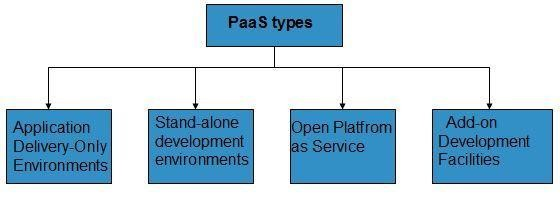 PaaS types
Application
Delivery-Only
Environments
Stand-alone
development
environments
Open Platfrom
as Service
Add-on
Development
Facilities